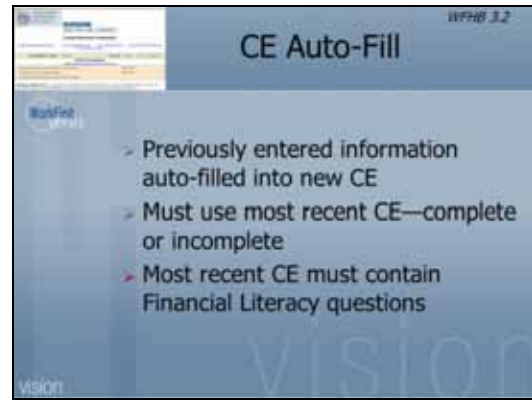 WFHB 3.2
CE Auto-Fill
WorkFirst
Previously entered information
auto-filled into new CE
Must use most recent CE—complete
or incomplete
Most recent CE must contain
Financial Literacy questions
vision
vision